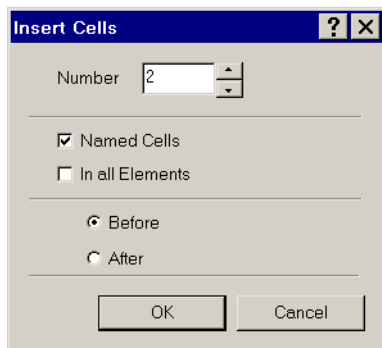 Insert Cells
Number 2
Named Cells
In all Elements
Before
After
OK Cancel